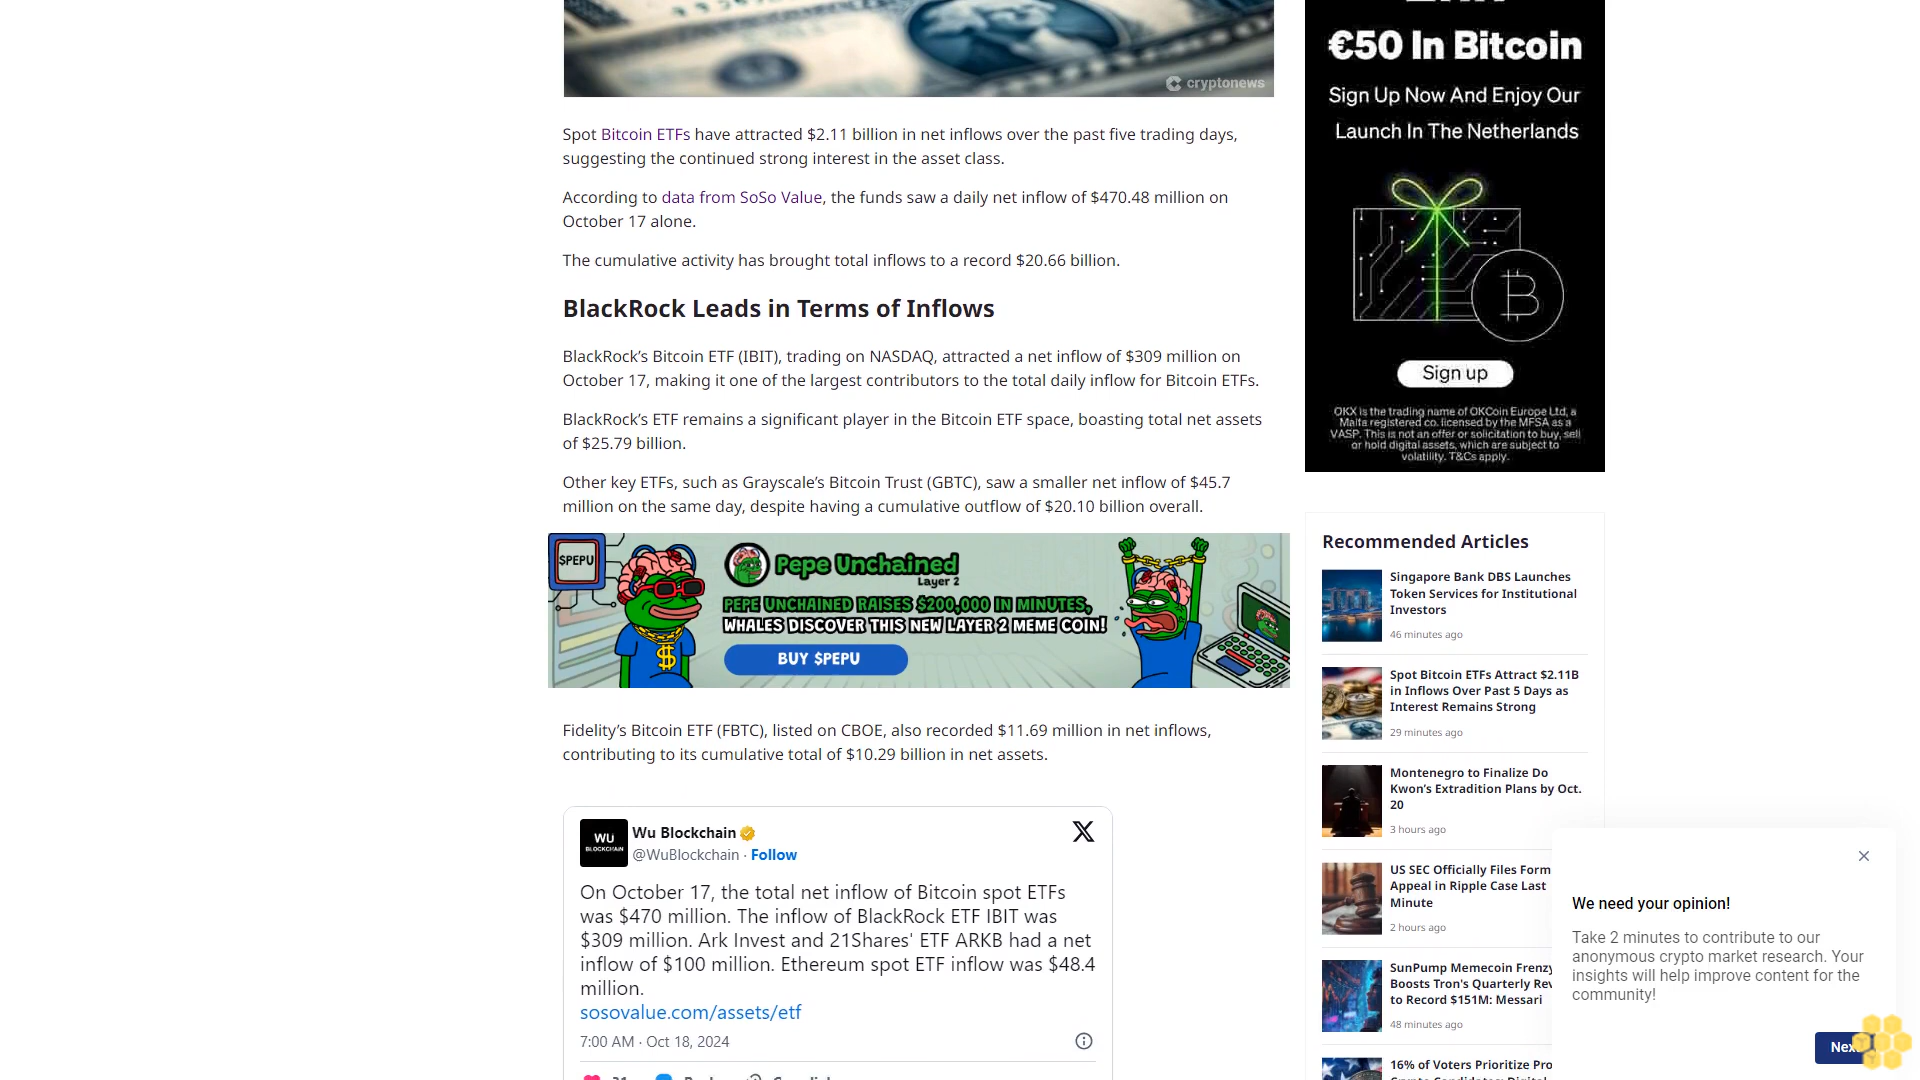 cryptonews
Spot Bitcoin ETFs have attracted $2.11 billion in net inflows over the past five trading days,
suggesting the continued strong interest in the asset class.
According to data from SoSo Value, the funds saw a daily net inflow of $470.48 million on
October 17 alone.
The cumulative activity has brought total inflows to a record $20.66 billion.
BlackRock Leads in Terms of Inflows
BlackRock’s Bitcoin ETF (IBIT), trading on NASDAQ, attracted a net inflow of $309 million on
October 17, making it one of the largest contributors to the total daily inflow for Bitcoin ETFs.
BlackRock’s ETF remains a significant player in the Bitcoin ETF space, boasting total net assets
of $25.79 billion.
Other key ETFs, such as Grayscale’s Bitcoin Trust (GBTC), saw a smaller net inflow of $45.7
million on the same day, despite having a cumulative outflow of $20.10 billion overall.
$PEPU
Pepe Unchained
Layer 2
PEPE UNCHAINED RAISES $200,000 IN MINUTES,
WHALES DISCOVER THIS NEW LAYER 2 MEME COIN!
BUY $PEPU
Fidelity’s Bitcoin ETF (FBTC), listed on CBOE, also recorded $11.69 million in net inflows,
contributing to its cumulative total of $10.29 billion in net assets.
WU
BLOCKCHAIN
Wu Blockchain
@WuBlockchain · Follow
On October 17, the total net inflow of Bitcoin spot ETFs
was $470 million. The inflow of BlackRock ETF IBIT was
$309 million. Ark Invest and 21Shares' ETF ARKB had a net
inflow of $100 million. Ethereum spot ETF inflow was $48.4
million.
sosovalue.com/assets/etf
7:00 AM · Oct 18, 2024
€50 In Bitcoin
Sign Up Now And Enjoy Our
Launch In The Netherlands
Sign up
OKX is the trading name of OKCoin Europe Ltd, a
Malta registered co. licensed by the MFSA as a
VASP. This is not an offer or solicitation to buy, sell
or hold digital assets, which are subject to
volatility. T&Cs apply.
Recommended Articles
Singapore Bank DBS Launches
Token Services for Institutional
Investors
46 minutes ago
Spot Bitcoin ETFs Attract $2.11B
in Inflows Over Past 5 Days as
Interest Remains Strong
29 minutes ago
Montenegro to Finalize Do
Kwon’s Extradition Plans by Oct.
20
3 hours ago
US SEC Officially Files Form
Appeal in Ripple Case Last
Minute
2 hours ago
SunPump Memecoin Frenzy
Boosts Tron's Quarterly Rev
to Record $151M: Messari
48 minutes ago
16% of Voters Prioritize Pro
We need your opinion!
Take 2 minutes to contribute to our
anonymous crypto market research. Your
insights will help improve content for the
community!
Nex